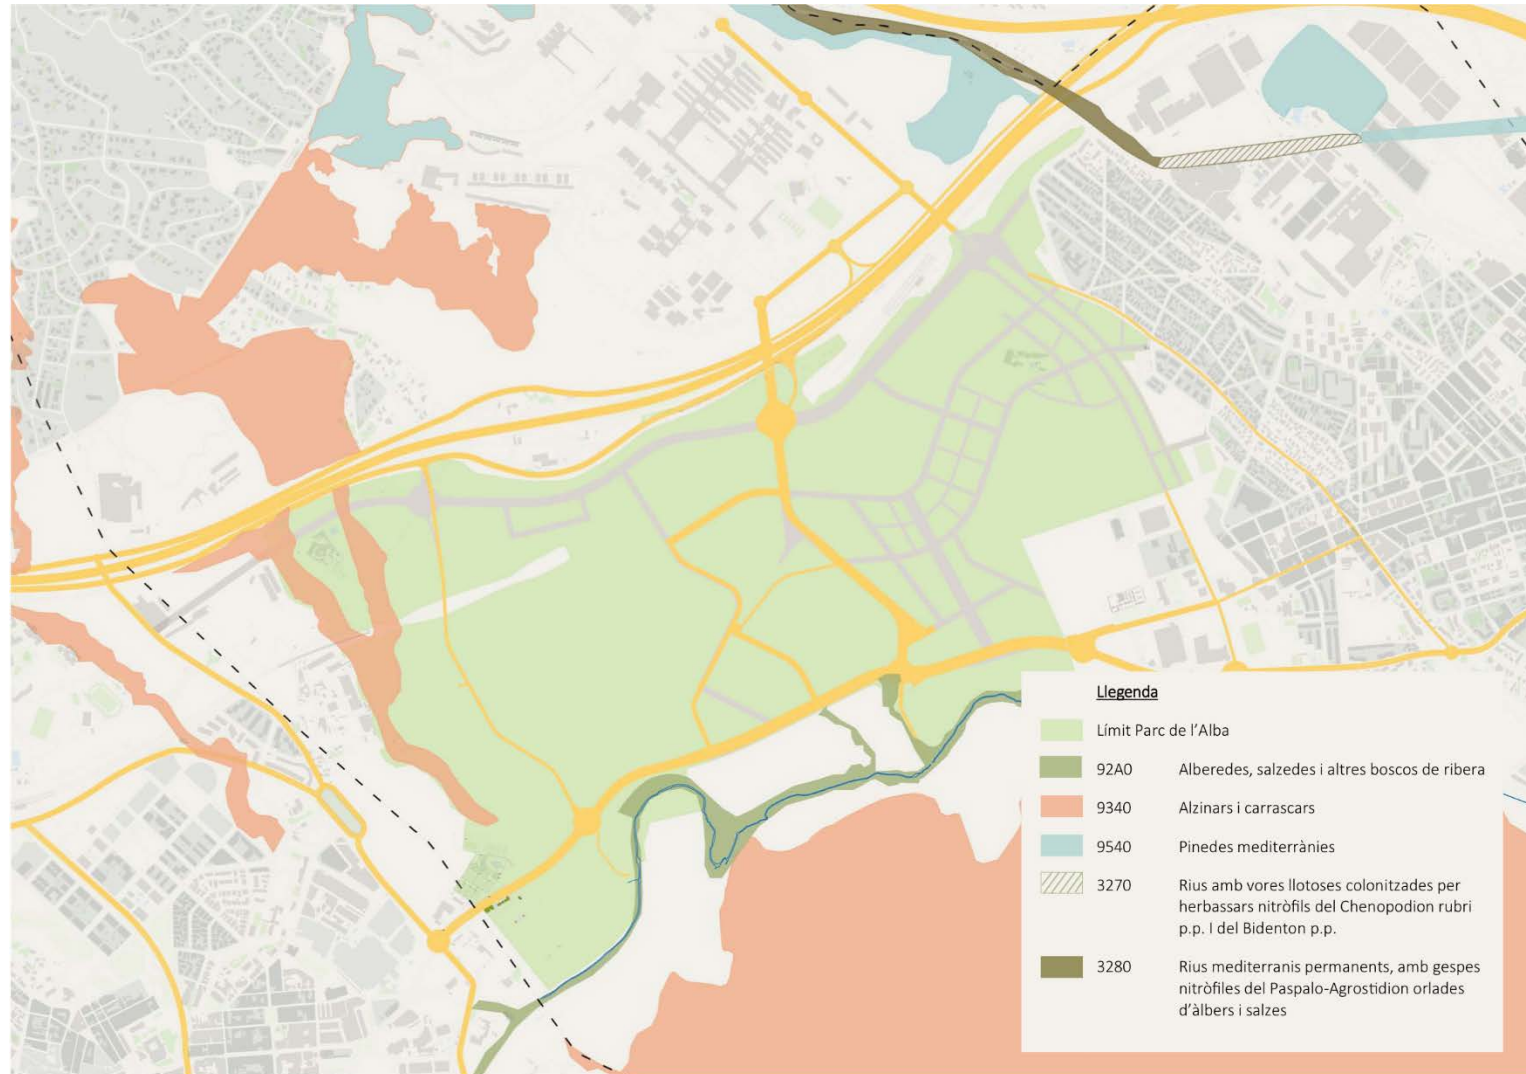 Llegenda
Límit Parc de l'Alba
92A0 Alberedes, salzedes i altres boscos de ribera
9340 Alzinars i carrascars
9540 Pinedes mediterrànies
3270 Rius amb vores llotoses colonitzades per
herbassars nitròfils del Chenopodion rubri
p.p. I del Bidenton p.p.
3280 Rius mediterranis permanents, amb gespes
nitròfiles del Paspalo-Agrostidion orlades
d'àlbers i salzes